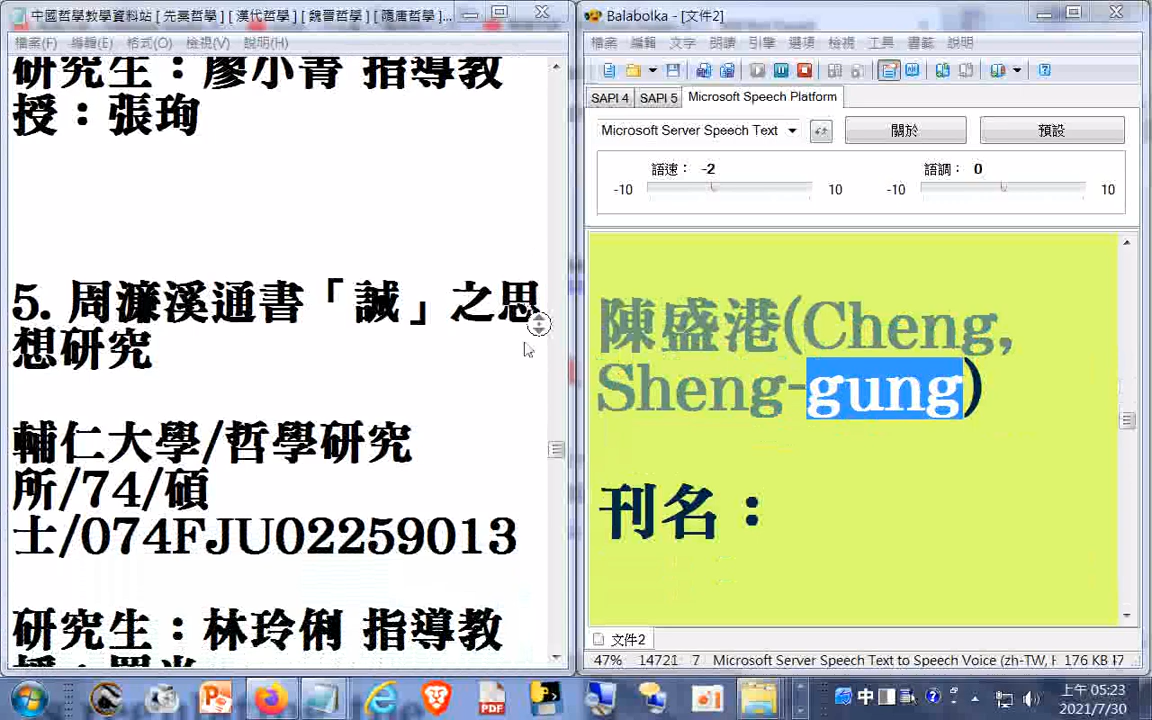 中國哲學教學資料站 [ 先秦哲學 ] [ 漢代哲學 ] [ 魏晉哲學 ] [ 隋唐哲學 ]...
檔案(F) 編輯(E) 格式(O) 檢視(V) 說明(H)
研究生：廖小菁 指導教
授：張珣
5. 周濂溪通書「誠」之思
想研究
輔仁大學/哲學研究
所/74/碩
士/074FJU02259013
研究生：林玲俐 指導教
Balabolka - [文件2]
檔案 編輯 文字 朗讀 引擎 選項 檢視 工具 書籤 說明
SAPI 4 SAPI 5 Microsoft Speech Platform
Microsoft Server Speech Text 關於 預設
語速： -2 語調： 0
-10 10 -10 10
陳盛港(Cheng,
Sheng-gung)
刊名：
文件2
47% 14721 7 Microsoft Server Speech Text to Speech Voice (zh-TW, 176 KB
PDF
中
上午 05:23
2021/7/30